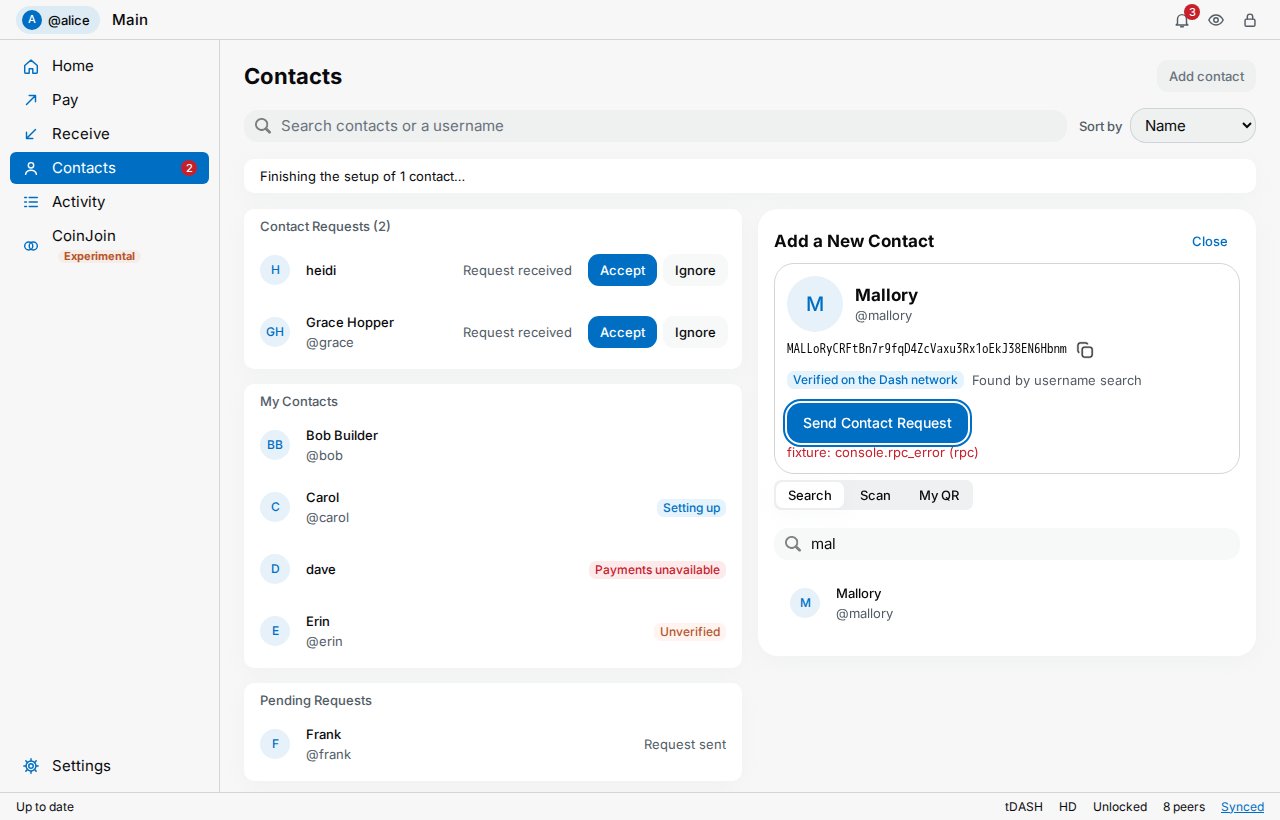 A @alice Main 3
Home
Pay
Receive
Contacts 2
Activity
CoinJoin
Experimental
Settings
Contacts
Add contact
Search contacts or a username
Sort by Name
Finishing the setup of 1 contact...
Contact Requests (2)
H heidi Request received Accept Ignore
GH Grace Hopper
@grace
Request received Accept Ignore
My Contacts
BB Bob Builder
@bob
C Carol
@carol
Setting up
D dave Payments unavailable
E Erin
@erin
Unverified
Pending Requests
F Frank
@frank
Request sent
Add a New Contact Close
M Mallory
@mallory
MALLoRyCRFtBn7r9fqD4ZcVaxu3Rx1oEkJ38EN6Hbnm
Verified on the Dash network Found by username search
Send Contact Request
fixture: console.rpc_error (rpc)
Search Scan My QR
mal
M Mallory
@mallory
Up to date tDASH HD Unlocked 8 peers Synced